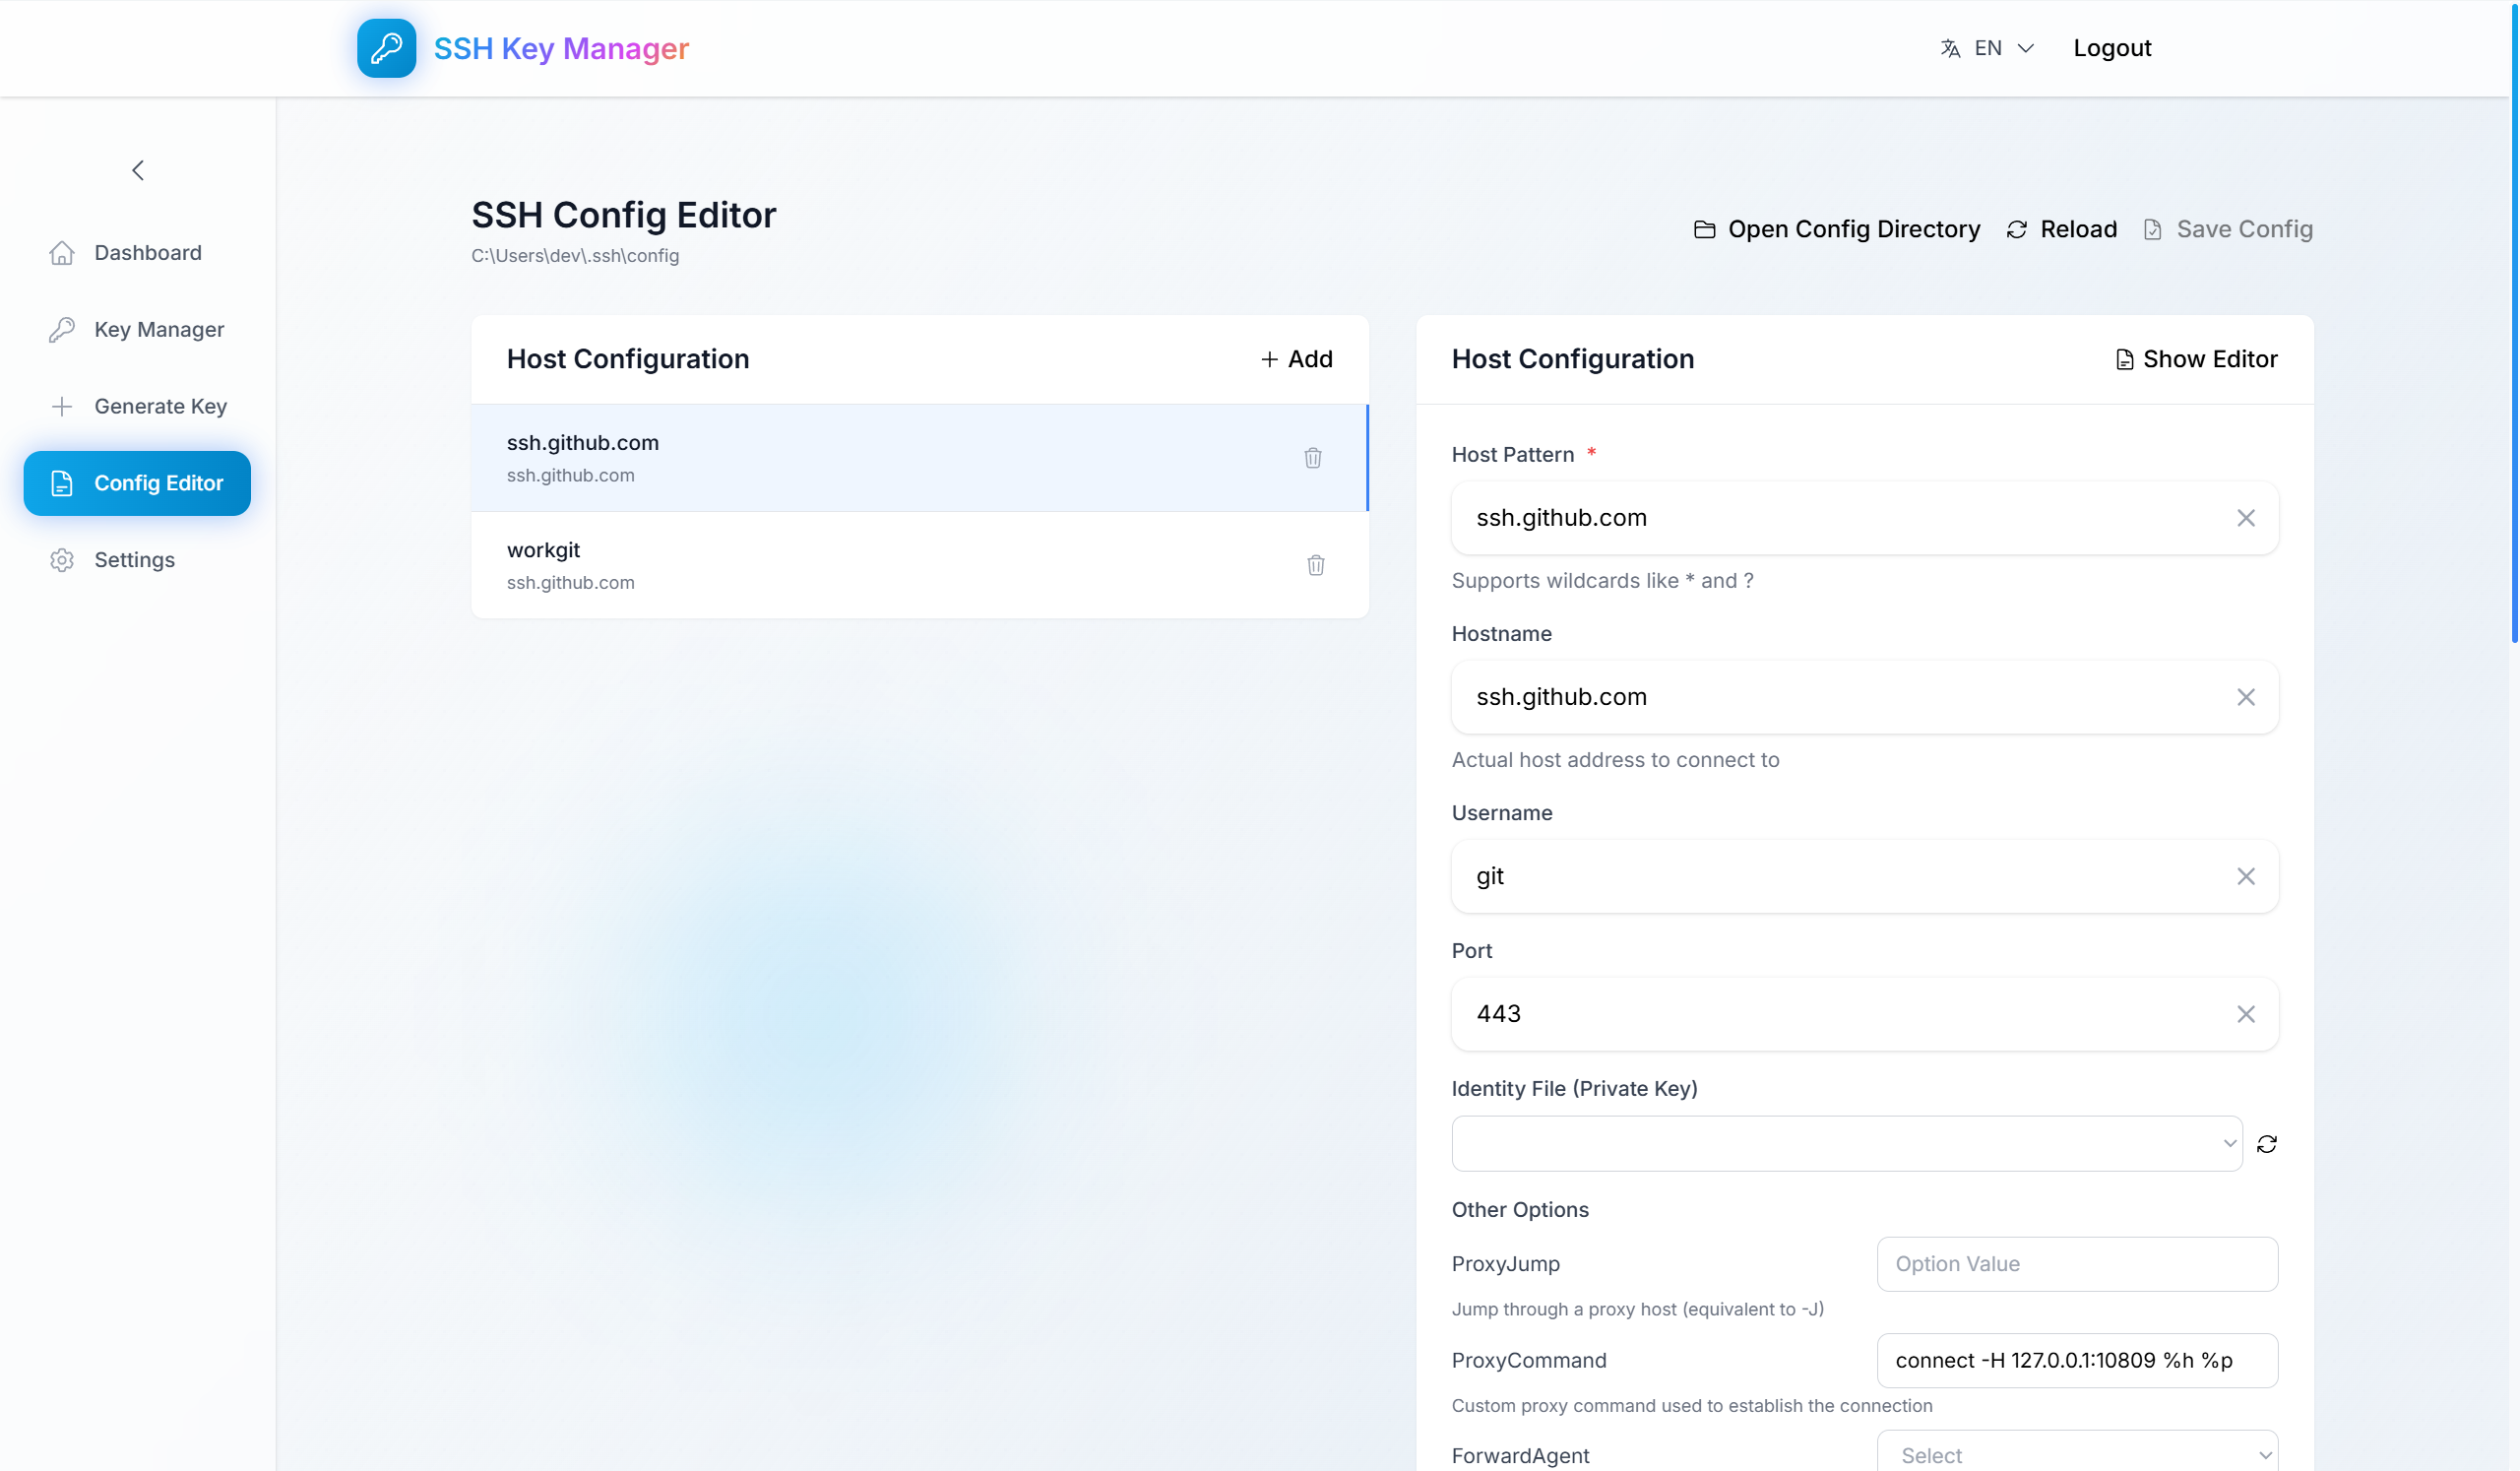 SSH Key Manager
EN
Logout
Dashboard
Key Manager
Generate Key
Config Editor
Settings
SSH Config Editor
C:\Users\dev\.ssh\config
Open Config Directory
Reload
Save Config
Host Configuration
+ Add
ssh.github.com
ssh.github.com
workgit
ssh.github.com
Host Configuration
Show Editor
Host Pattern *
ssh.github.com
Supports wildcards like * and ?
Hostname
ssh.github.com
Actual host address to connect to
Username
git
Port
443
Identity File (Private Key)
Other Options
ProxyJump
Option Value
Jump through a proxy host (equivalent to -J)
ProxyCommand
connect -H 127.0.0.1:10809 %h %p
Custom proxy command used to establish the connection
ForwardAgent
Select